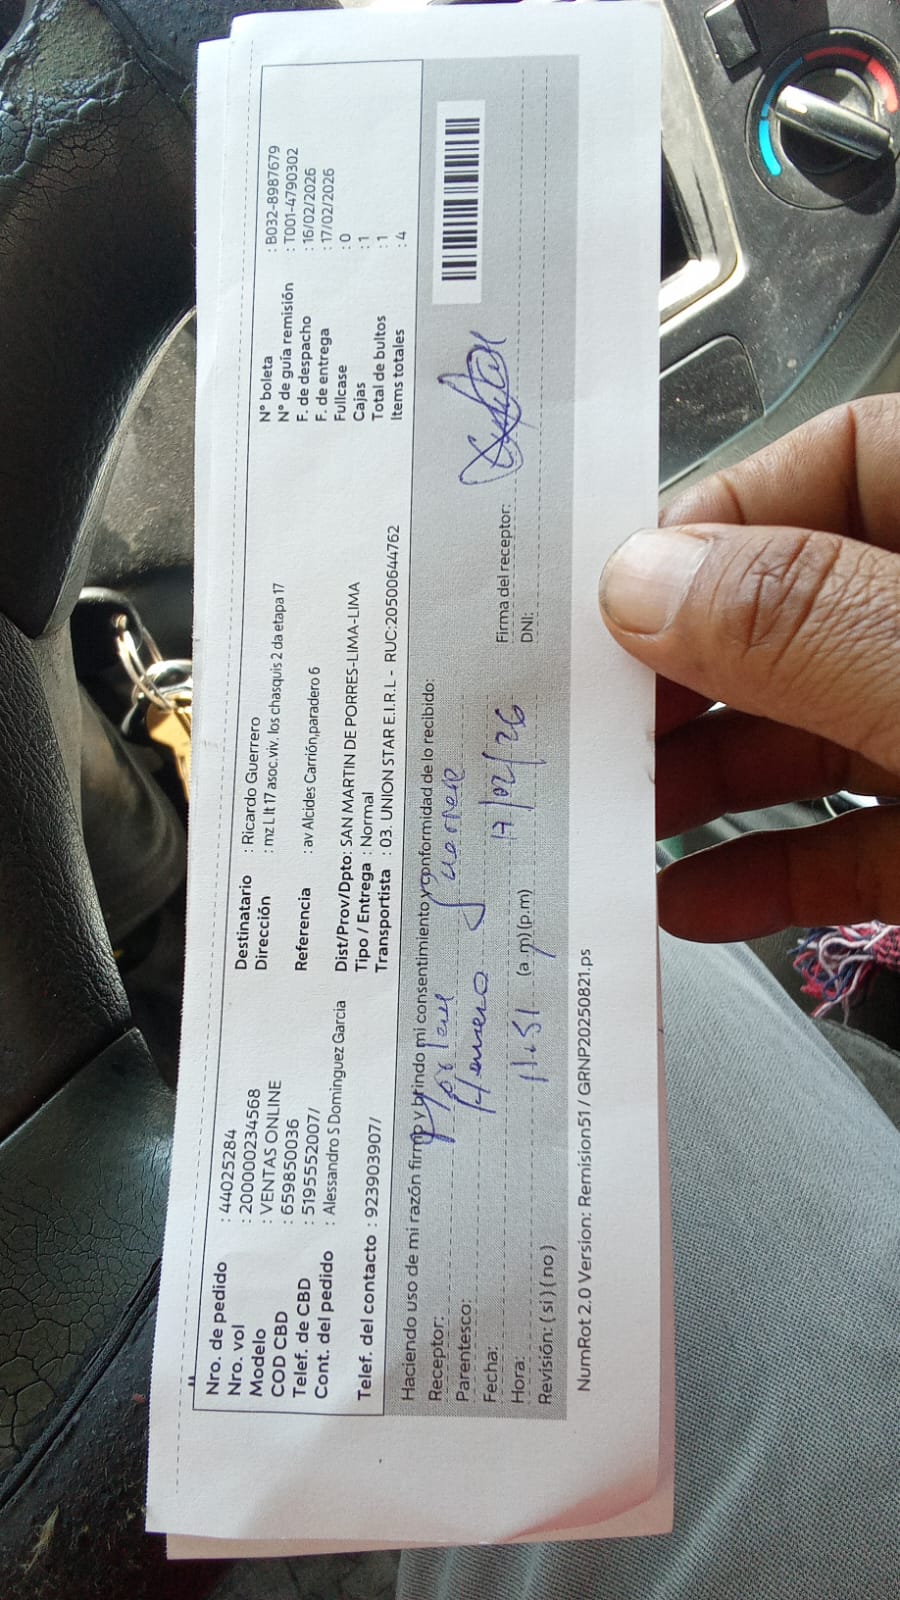 Nro. de pedido : 44025284
Nro. vol : 200000234568
Modelo : VENTAS ONLINE
COD CBD : 659850036
Telef. de CBD : 5195552007/
Cont. del pedido : Alessandro S Dominguez Garcia
Telef. del contacto : 923903907/
Destinatario : Ricardo Guerrero
Dirección : mz L lt 17 asoc.viv. los chasquis 2 da etapa 17
Referencia : av Alcides Carrión,paradero 6
Dist/Prov/Dpto: SAN MARTIN DE PORRES-LIMA-LIMA
Tipo / Entrega : Normal
Transportista : 03. UNION STAR E.I.R.L - RUC:20500644762
N° boleta : B032-8987679
N° de guía remisión : T001-4790302
F. de despacho : 16/02/2026
F. de entrega : 17/02/2026
Fullcase : 0
Cajas : 1
Total de bultos : 1
Items totales : 4
Haciendo uso de mi razón firmo y brindo mi consentimiento y conformidad de lo recibido:
Receptor:
Parentesco: Hermano
Fecha: 17/02/26
Hora: 11:51 (a.m) (p.m)
Revisión: ( si ) ( no )
Firma del receptor:
DNI:
NumRot 2.0 Version: Remision51 / GRNP20250821.ps